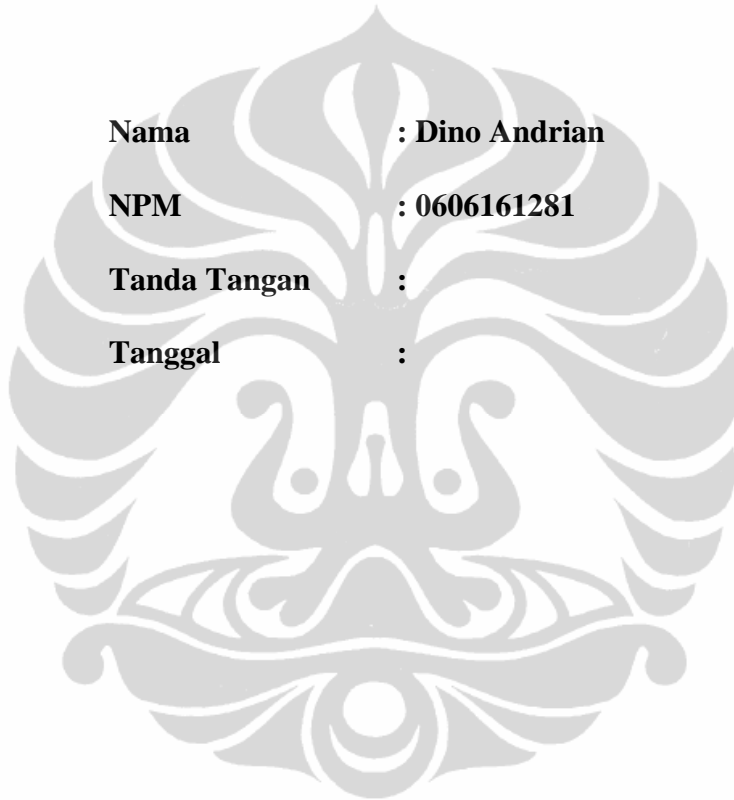 Nama : Dino Andrian
NPM : 0606161281
Tanda Tangan :
Tanggal :